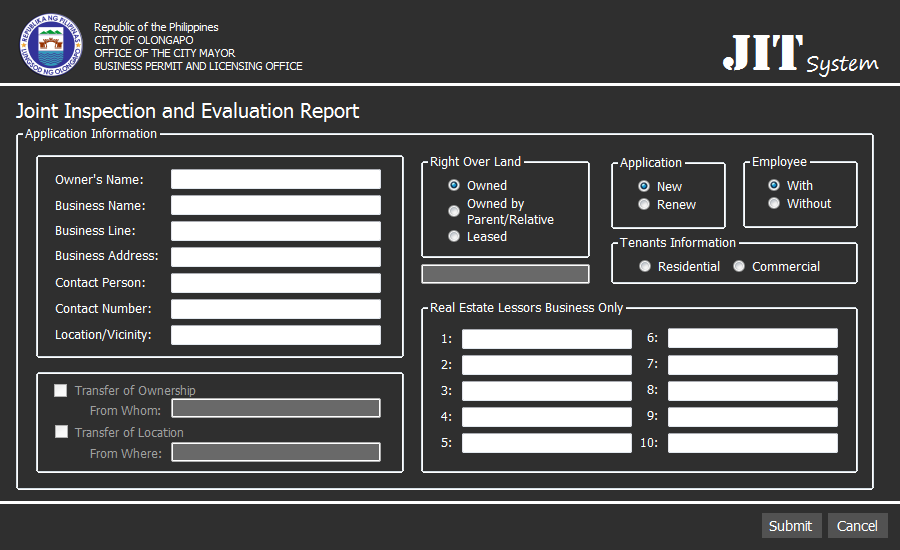 REPUBLIKA NG PILIPINAS
LUNGSOD NG OLONGAPO
Republic of the Philippines
CITY OF OLONGAPO
OFFICE OF THE CITY MAYOR
BUSINESS PERMIT AND LICENSING OFFICE
JIT System
Joint Inspection and Evaluation Report
Application Information
Owner's Name:
Business Name:
Business Line:
Business Address:
Contact Person:
Contact Number:
Location/Vicinity:
Transfer of Ownership
From Whom:
Transfer of Location
From Where:
Right Over Land
Owned
Owned by
Parent/Relative
Leased
Application
New
Renew
Employee
With
Without
Tenants Information
Residential Commercial
Real Estate Lessors Business Only
1: 6:
2: 7:
3: 8:
4: 9:
5: 10:
Submit Cancel